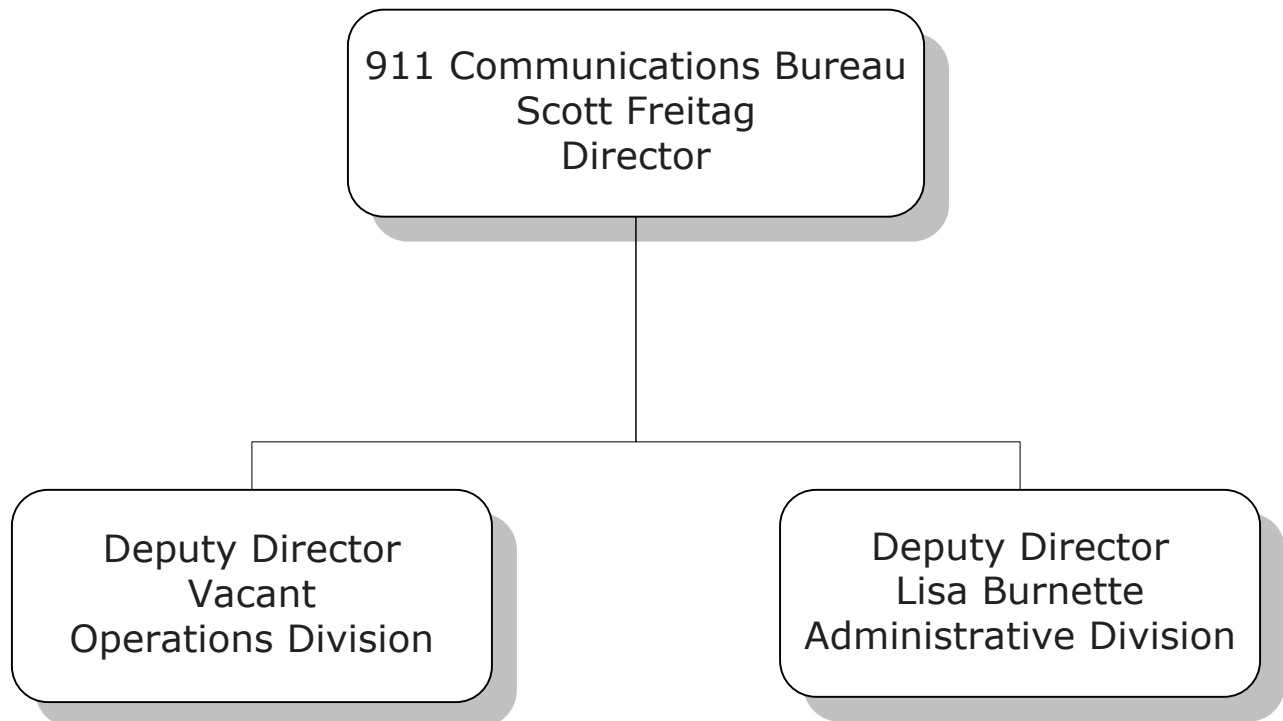 911 Communications Bureau
Scott Freitag
Director
Deputy Director
Vacant
Operations Division
Deputy Director
Lisa Burnette
Administrative Division